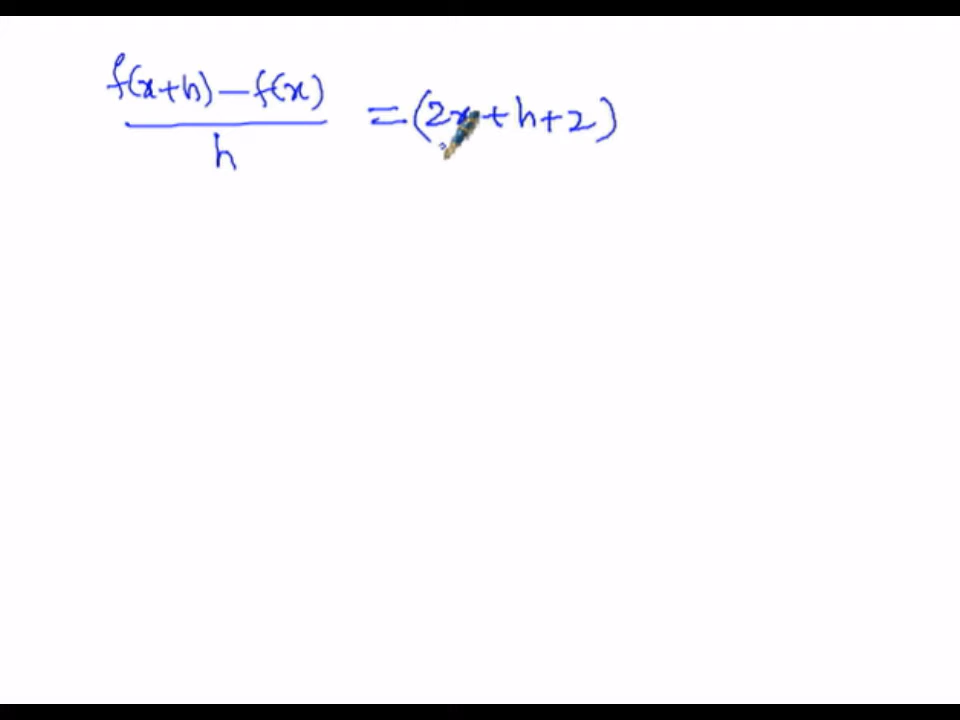 f(x+h) - f(x) / h = (2x + h + 2)